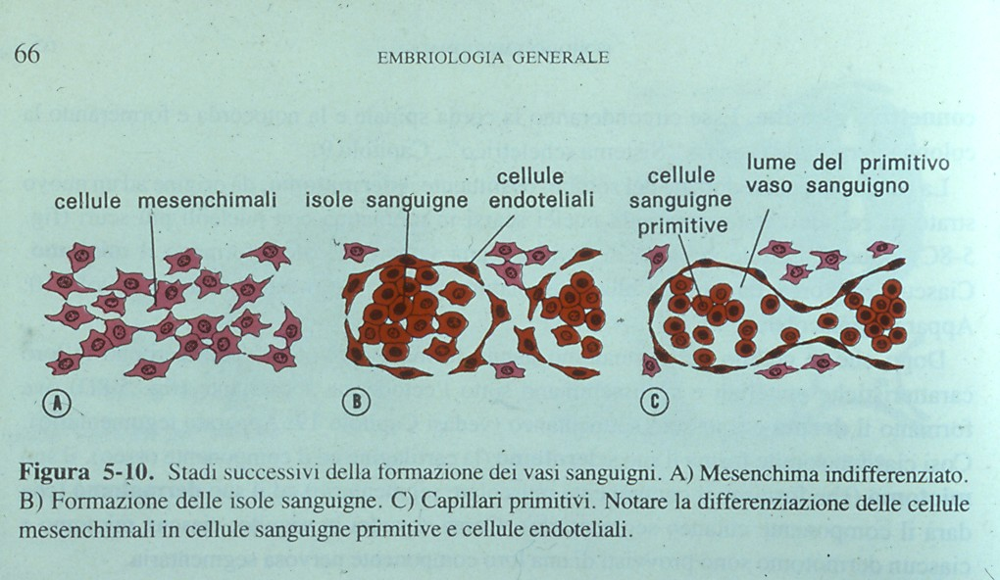 66
EMBRIOLOGIA GENERALE
cellule mesenchimali
isole sanguigne
cellule
endoteliali
cellule
sanguigne
primitive
lume del primitivo
vaso sanguigno
A
B
C
Figura 5-10. Stadi successivi della formazione dei vasi sanguigni. A) Mesenchima indifferenziato.
B) Formazione delle isole sanguigne. C) Capillari primitivi. Notare la differenziazione delle cellule
mesenchimali in cellule sanguigne primitive e cellule endoteliali.